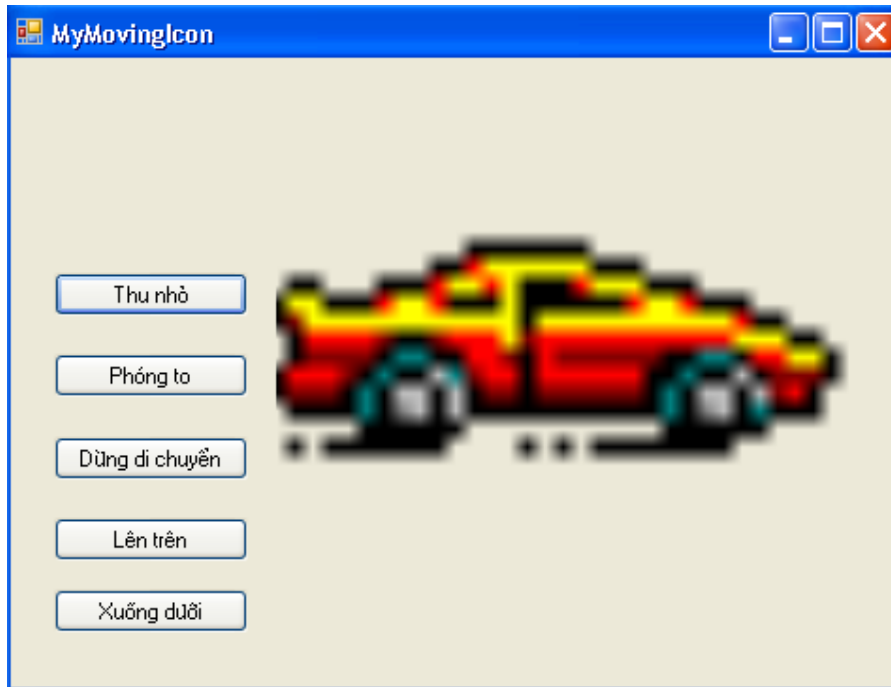 MyMovingIcon
Thu nhỏ
Phóng to
Dừng di chuyển
Lên trên
Xuống dưới